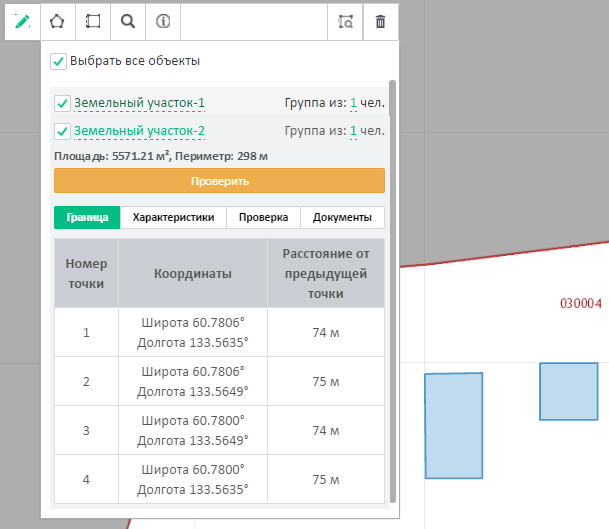 Выбрать все объекты
Земельный участок-1 Группа из: 1 чел.
Земельный участок-2 Группа из: 1 чел.
Площадь: 5571.21 м², Периметр: 298 м
Проверить
Граница Характеристики Проверка Документы
Номер точки Координаты Расстояние от предыдущей точки
1 Широта 60.7806° Долгота 133.5635° 74 м
2 Широта 60.7806° Долгота 133.5649° 75 м
3 Широта 60.7800° Долгота 133.5649° 74 м
4 Широта 60.7800° Долгота 133.5635° 75 м
030004